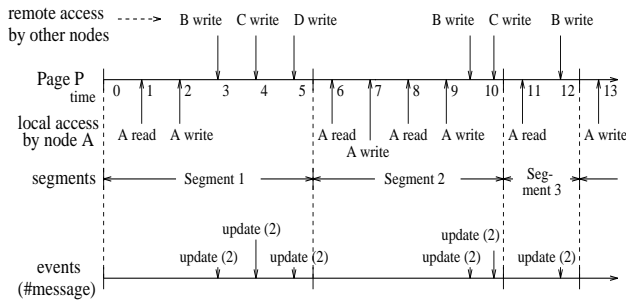 remote access
by other nodes
B write C write D write B write C write B write
Page P
time
0 1 2 3 4 5 6 7 8 9 10 11 12 13
local access
by node A
A read A write A read A write A read A write A read A write
segments
Segment 1 Segment 2 Seg-
ment 3
update (2) update (2)
update (2) update (2) update (2) update (2)
events
(#message)